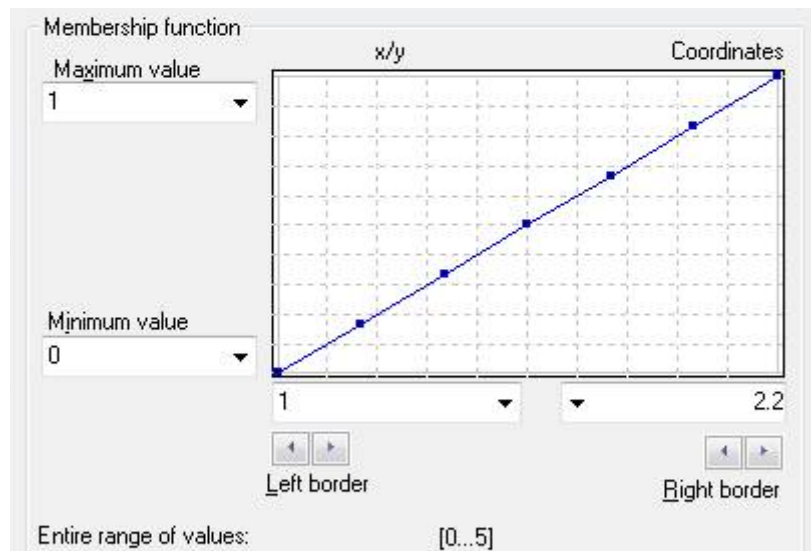 Membership function
x/y Coordinates
Maximum value
1
Minimum value
0
1 2.2
Left border Right border
Entire range of values: [0...5]